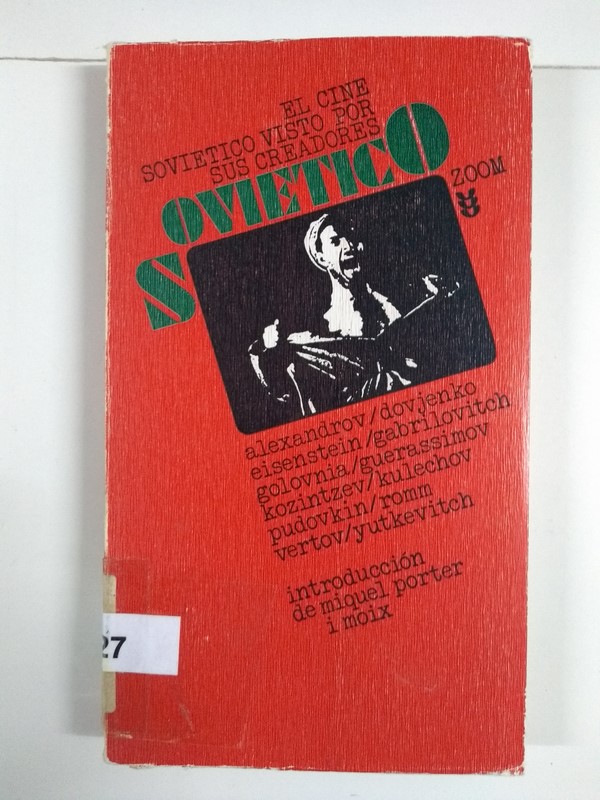 EL CINE
SOVIETICO VISTO POR
SUS CREADORES
SOVIETICO
ZOOM
alexandrov/dovjenko
eisenstein/gabrilovitch
golovnia/guerassimov
kozintzev/kulechov
pudovkin/romm
vertov/yutkevitch
introducción
de miquel porter
i moix
27